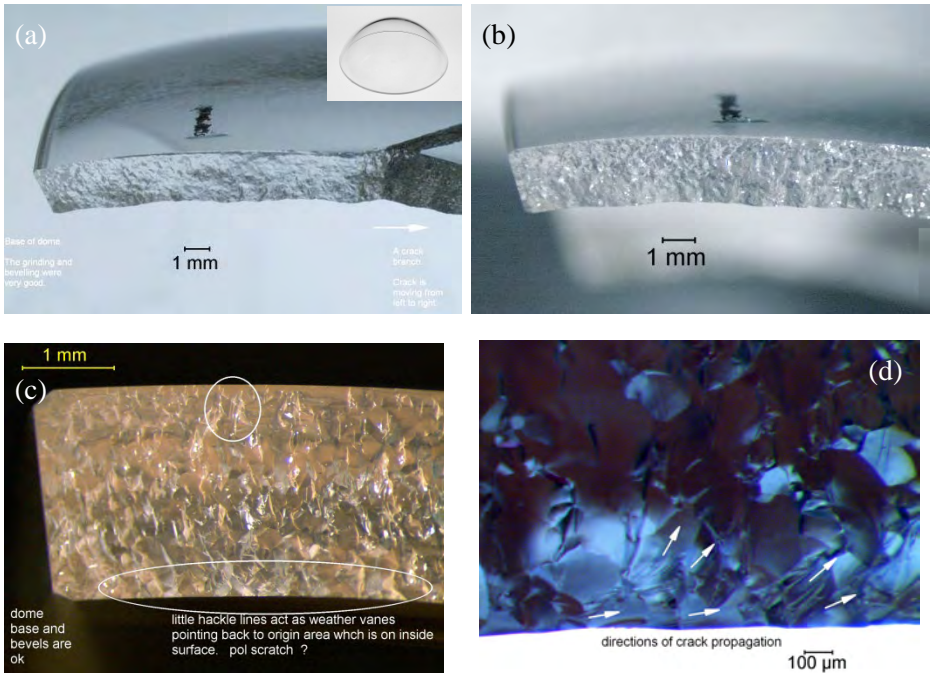 (a)
Base of dome.
The grinding and
bevelling were
very good.
1 mm
A crack
branch
Crack is
moving from
left to right
(b)
1 mm
1 mm
(c)
dome
base and
bevels are
ok
little hackle lines act as weather vanes
pointing back to origin area whch is on inside
surface. pol scratch ?
(d)
directions of crack propagation
100 µm